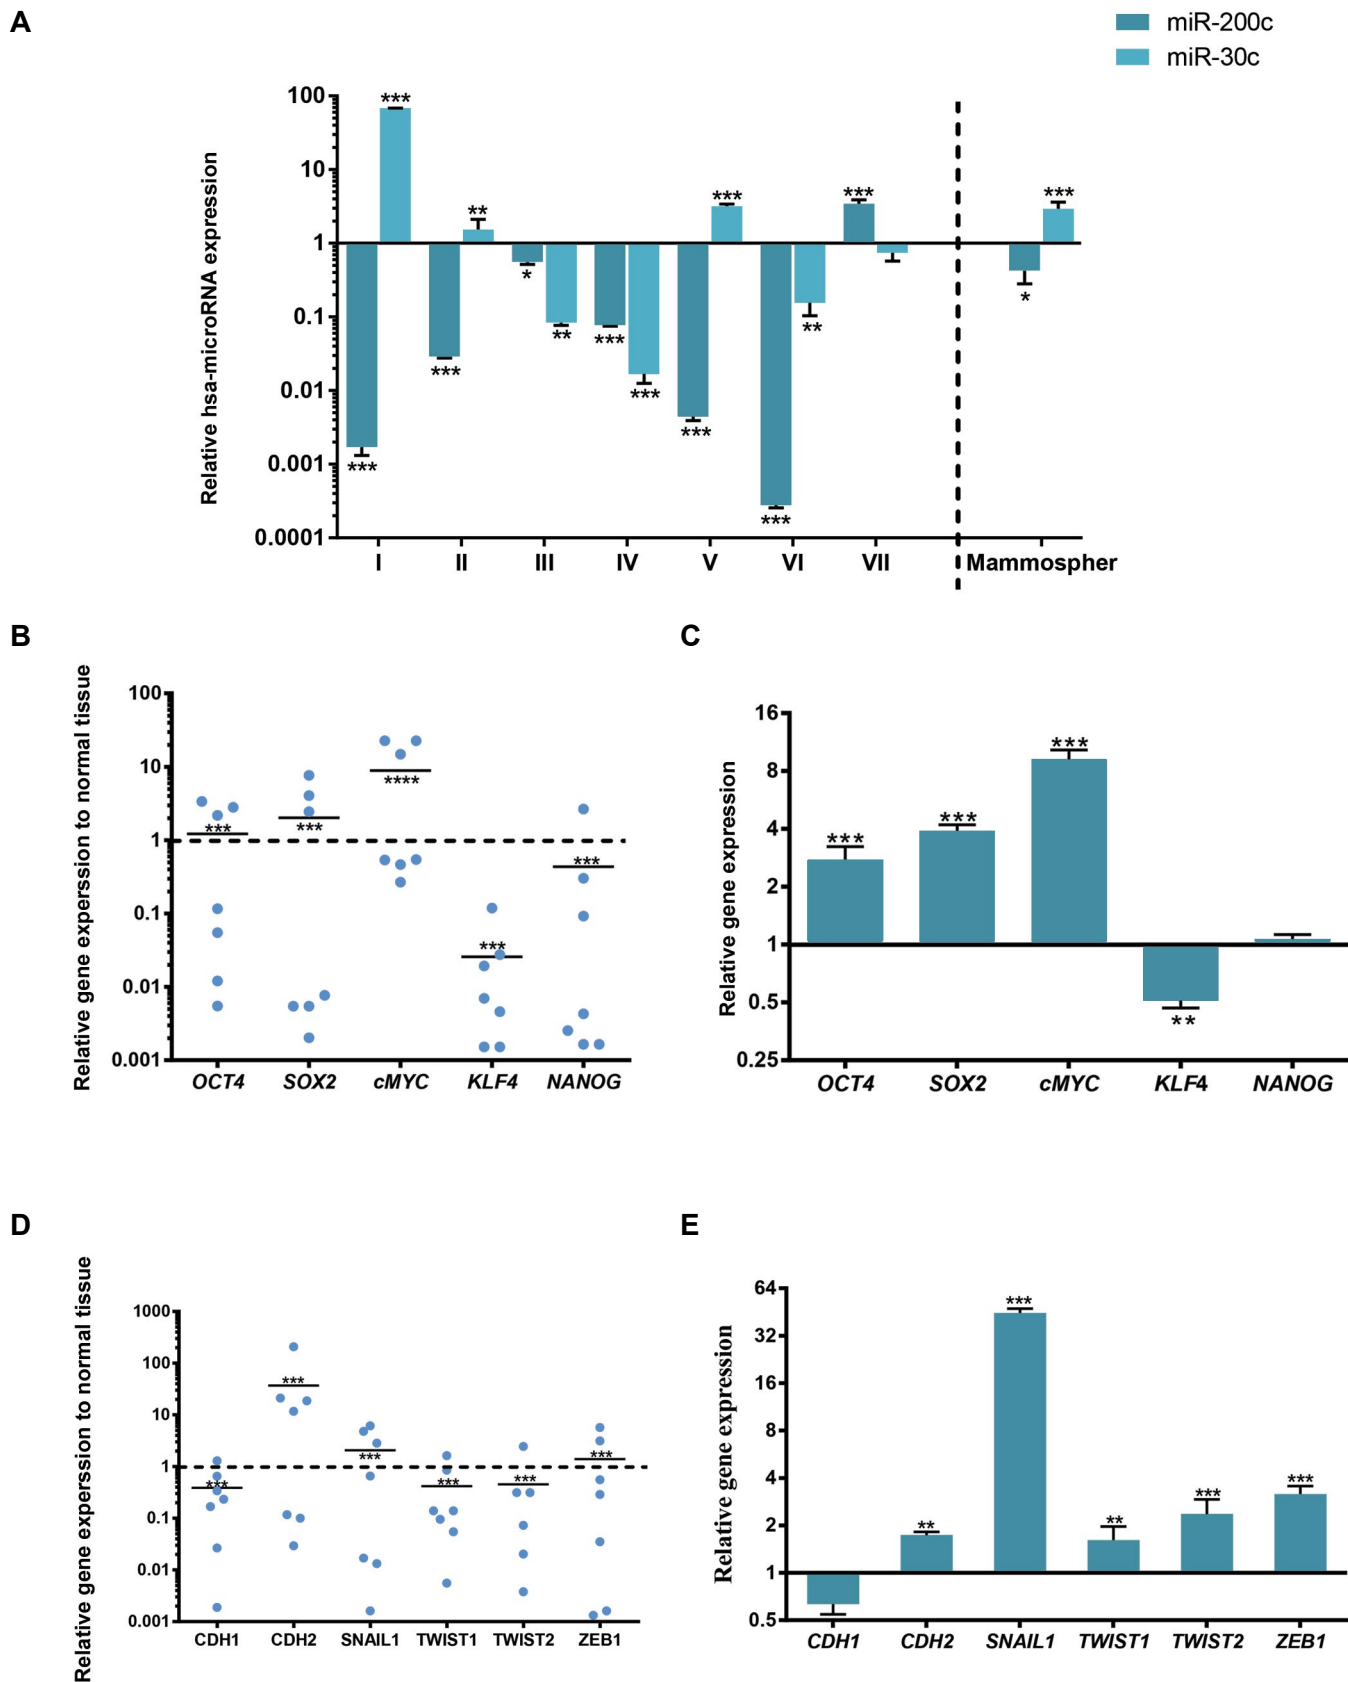 A
miR-200c
miR-30c
Relative hsa-microRNA expression
100
10
1
0.1
0.01
0.001
0.0001
*** *** ** *** * ** *** *** *** *** *** ** *** * ***
I II III IV V VI VII Mammospher
B
Relative gene experssion to normal tissue
100
10
1
0.1
0.01
0.001
*** *** **** *** ***
OCT4 SOX2 cMYC KLF4 NANOG
C
Relative gene expression
16
8
4
2
1
0.5
0.25
*** *** *** **
OCT4 SOX2 cMYC KLF4 NANOG
D
Relative gene experssion to normal tissue
1000
100
10
1
0.1
0.01
0.001
*** *** *** *** *** ***
CDH1 CDH2 SNAIL1 TWIST1 TWIST2 ZEB1
E
Relative gene expression
64
32
16
8
4
2
1
0.5
** *** ** *** ***
CDH1 CDH2 SNAIL1 TWIST1 TWIST2 ZEB1